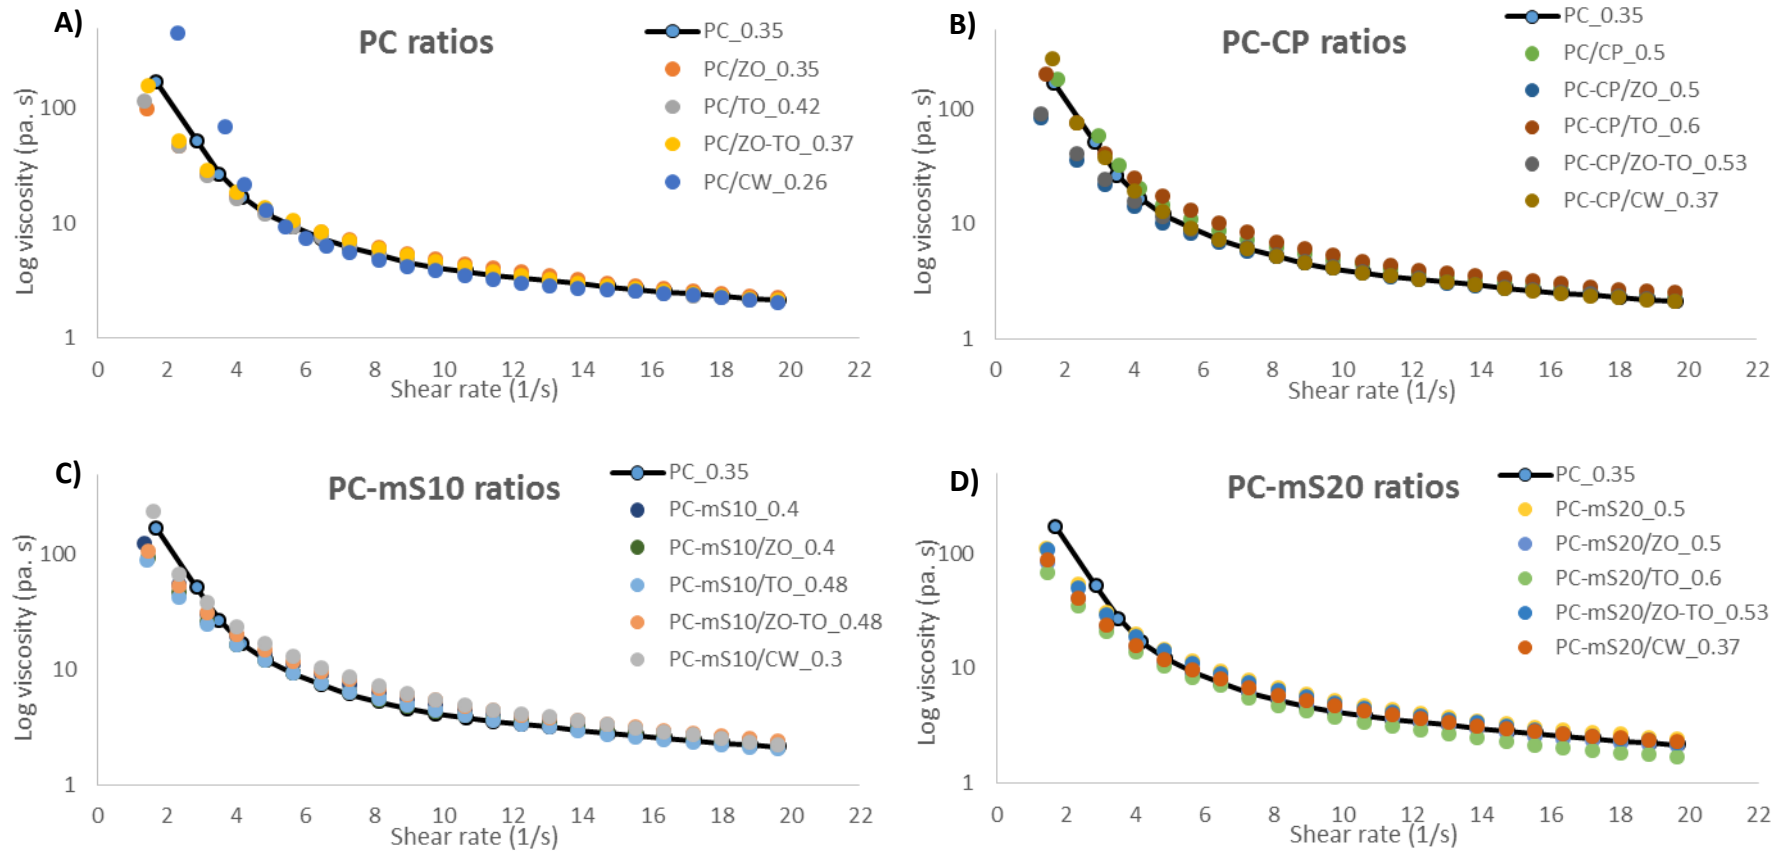 A)
PC ratios
PC_0.35
PC/ZO_0.35
PC/TO_0.42
PC/ZO-TO_0.37
PC/CW_0.26
Log viscosity (pa. s)
100
10
1
0 2 4 6 8 10 12 14 16 18 20 22
Shear rate (1/s)
B)
PC-CP ratios
PC_0.35
PC/CP_0.5
PC-CP/ZO_0.5
PC-CP/TO_0.6
PC-CP/ZO-TO_0.53
PC-CP/CW_0.37
Log viscosity (pa. s)
100
10
1
0 2 4 6 8 10 12 14 16 18 20 22
Shear rate (1/s)
C)
PC-mS10 ratios
PC_0.35
PC-mS10_0.4
PC-mS10/ZO_0.4
PC-mS10/TO_0.48
PC-mS10/ZO-TO_0.48
PC-mS10/CW_0.3
Log viscosity (pa. s)
100
10
1
0 2 4 6 8 10 12 14 16 18 20 22
Shear rate (1/s)
D)
PC-mS20 ratios
PC_0.35
PC-mS20_0.5
PC-mS20/ZO_0.5
PC-mS20/TO_0.6
PC-mS20/ZO-TO_0.53
PC-mS20/CW_0.37
Log viscosity (pa. s)
100
10
1
0 2 4 6 8 10 12 14 16 18 20 22
Shear rate (1/s)